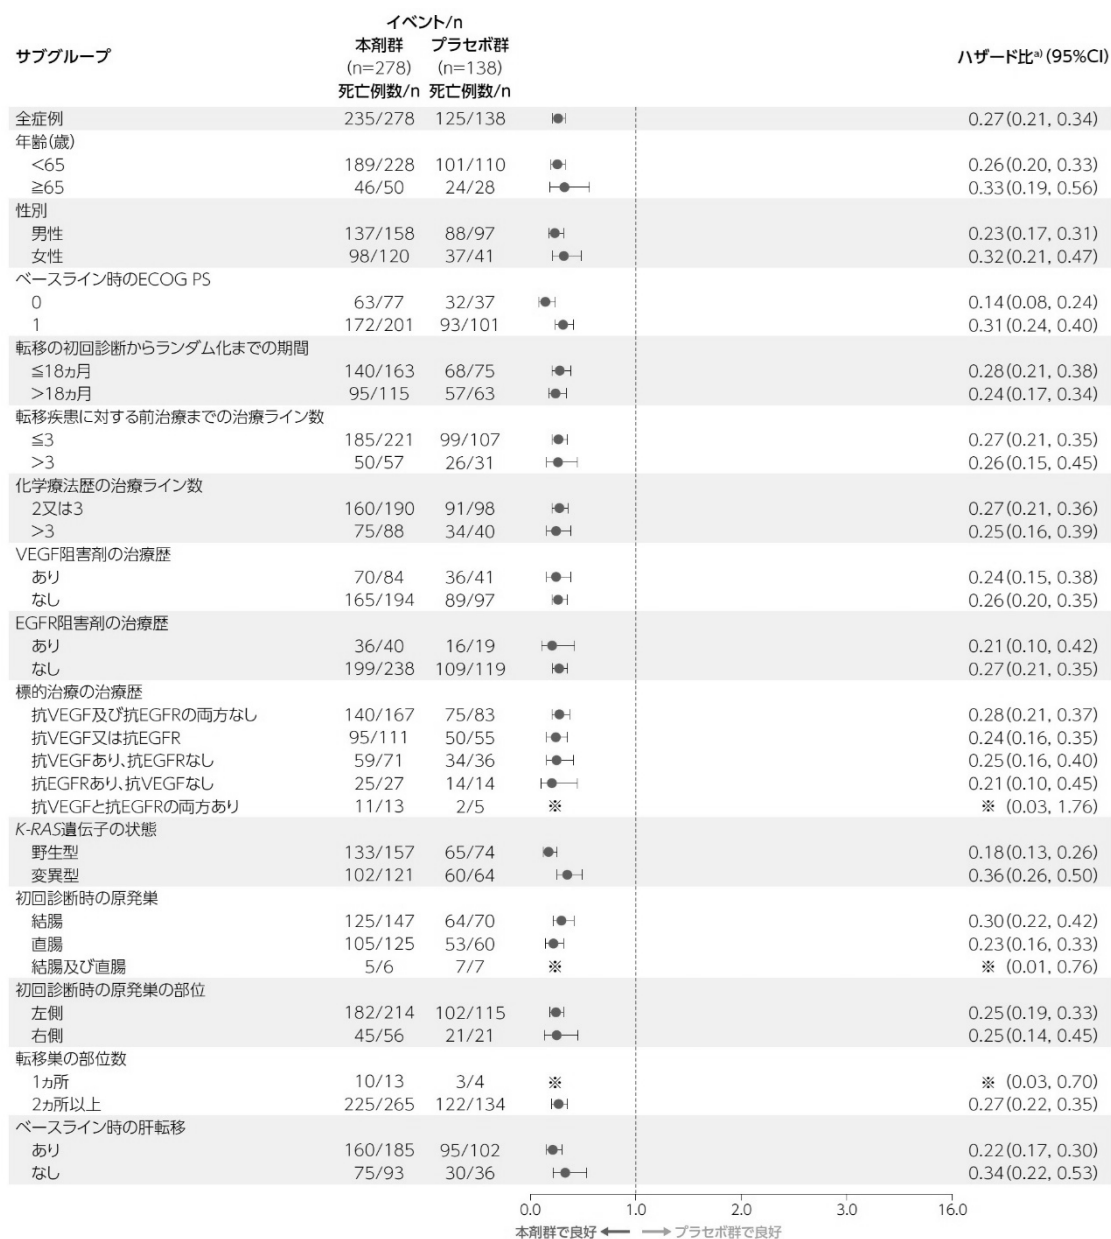 イベント/n
サブグループ 本剤群 プラセボ群 ハザード比a) (95%CI)
(n=278) (n=138)
死亡例数/n 死亡例数/n
全症例 235/278 125/138 0.27(0.21, 0.34)
年齢(歳)
<65 189/228 101/110 0.26(0.20, 0.33)
≧65 46/50 24/28 0.33(0.19, 0.56)
性別
男性 137/158 88/97 0.23(0.17, 0.31)
女性 98/120 37/41 0.32(0.21, 0.47)
ベースライン時のECOG PS
0 63/77 32/37 0.14(0.08, 0.24)
1 172/201 93/101 0.31(0.24, 0.40)
転移の初回診断からランダム化までの期間
≦18ヵ月 140/163 68/75 0.28(0.21, 0.38)
>18ヵ月 95/115 57/63 0.24(0.17, 0.34)
転移疾患に対する前治療までの治療ライン数
≦3 185/221 99/107 0.27(0.21, 0.35)
>3 50/57 26/31 0.26(0.15, 0.45)
化学療法歴の治療ライン数
2又は3 160/190 91/98 0.27(0.21, 0.36)
>3 75/88 34/40 0.25(0.16, 0.39)
VEGF阻害剤の治療歴
あり 70/84 36/41 0.24(0.15, 0.38)
なし 165/194 89/97 0.26(0.20, 0.35)
EGFR阻害剤の治療歴
あり 36/40 16/19 0.21(0.10, 0.42)
なし 199/238 109/119 0.27(0.21, 0.35)
標的治療の治療歴
抗VEGF及び抗EGFRの両方なし 140/167 75/83 0.28(0.21, 0.37)
抗VEGF又は抗EGFR 95/111 50/55 0.24(0.16, 0.35)
抗VEGFあり、抗EGFRなし 59/71 34/36 0.25(0.16, 0.40)
抗EGFRあり、抗VEGFなし 25/27 14/14 0.21(0.10, 0.45)
抗VEGFと抗EGFRの両方あり 11/13 2/5 ※ ※ (0.03, 1.76)
K-RAS遺伝子の状態
野生型 133/157 65/74 0.18(0.13, 0.26)
変異型 102/121 60/64 0.36(0.26, 0.50)
初回診断時の原発巣
結腸 125/147 64/70 0.30(0.22, 0.42)
直腸 105/125 53/60 0.23(0.16, 0.33)
結腸及び直腸 5/6 7/7 ※ ※ (0.01, 0.76)
初回診断時の原発巣の部位
左側 182/214 102/115 0.25(0.19, 0.33)
右側 45/56 21/21 0.25(0.14, 0.45)
転移巣の部位数
1ヵ所 10/13 3/4 ※ ※ (0.03, 0.70)
2ヵ所以上 225/265 122/134 0.27(0.22, 0.35)
ベースライン時の肝転移
あり 160/185 95/102 0.22(0.17, 0.30)
なし 75/93 30/36 0.34(0.22, 0.53)
0.0 1.0 2.0 3.0 16.0
本剤群で良好 ← → プラセボ群で良好